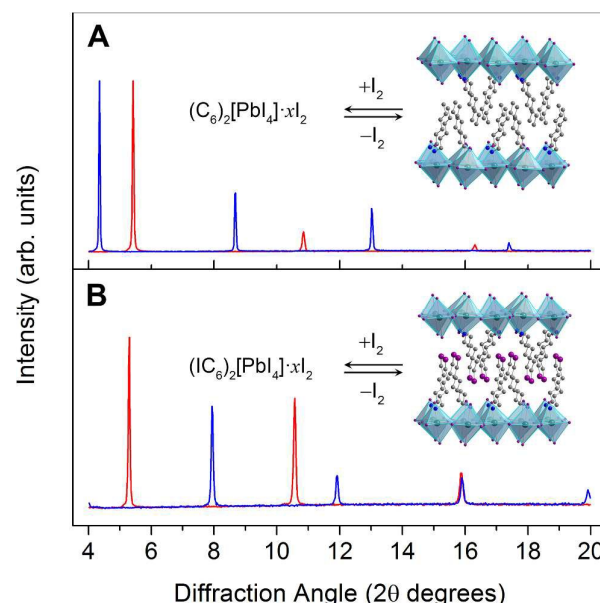 A
+I₂
(C₆)₂[PbI₄]·xI₂
−I₂
B
+I₂
(IC₆)₂[PbI₄]·xI₂
−I₂
Intensity (arb. units)
4 6 8 10 12 14 16 18 20
Diffraction Angle (2θ degrees)